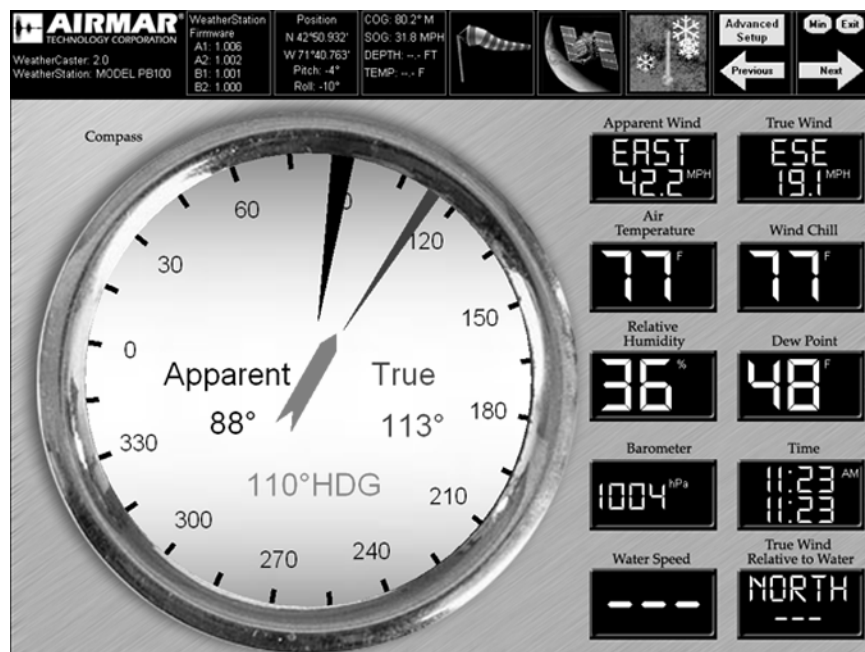 AIRMAR
TECHNOLOGY CORPORATION
WeatherCaster: 2.0
WeatherStation: MODEL PB100
WeatherStation
Firmware
A1: 1.006
A2: 1.002
B1: 1.001
B2: 1.000
Position
N 42°50.932'
W 71°40.763'
Pitch: -4°
Roll: -10°
COG: 80.2° M
SOG: 31.8 MPH
DEPTH: --.- FT
TEMP: --.- F
Advanced
Setup
Previous
Min
Exit
Next
Compass
60
0
120
30
150
0
180
330
210
300
240
270
Apparent
88°
True
113°
110°HDG
Apparent Wind
EAST
42.2 MPH
True Wind
ESE
19.1 MPH
Air
Temperature
77 F
Wind Chill
77 F
Relative
Humidity
36 %
Dew Point
48 F
Barometer
1004 hPa
Time
11:23 AM
11:23
Water Speed
---
True Wind
Relative to Water
NORTH
---